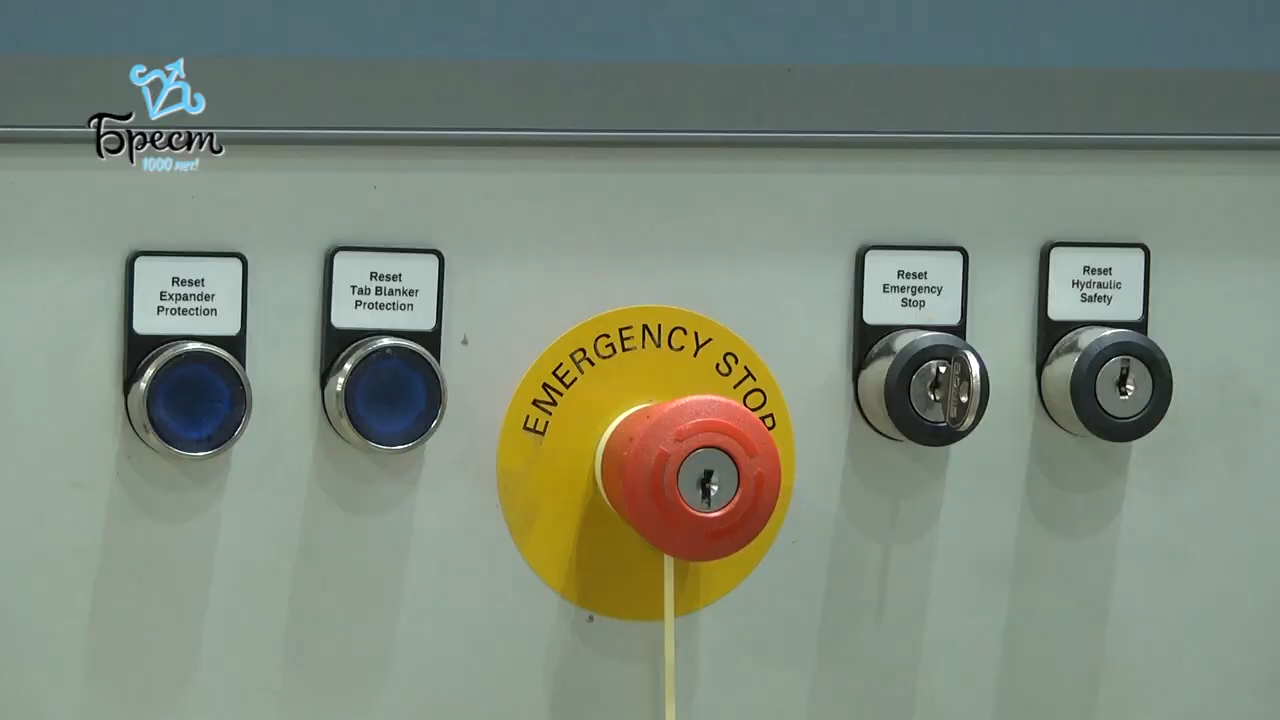 Брест
1000 лет!
Reset
Expander
Protection
Reset
Tab Blanker
Protection
EMERGENCY STOP
Reset
Emergency
Stop
Reset
Hydraulic
Safety